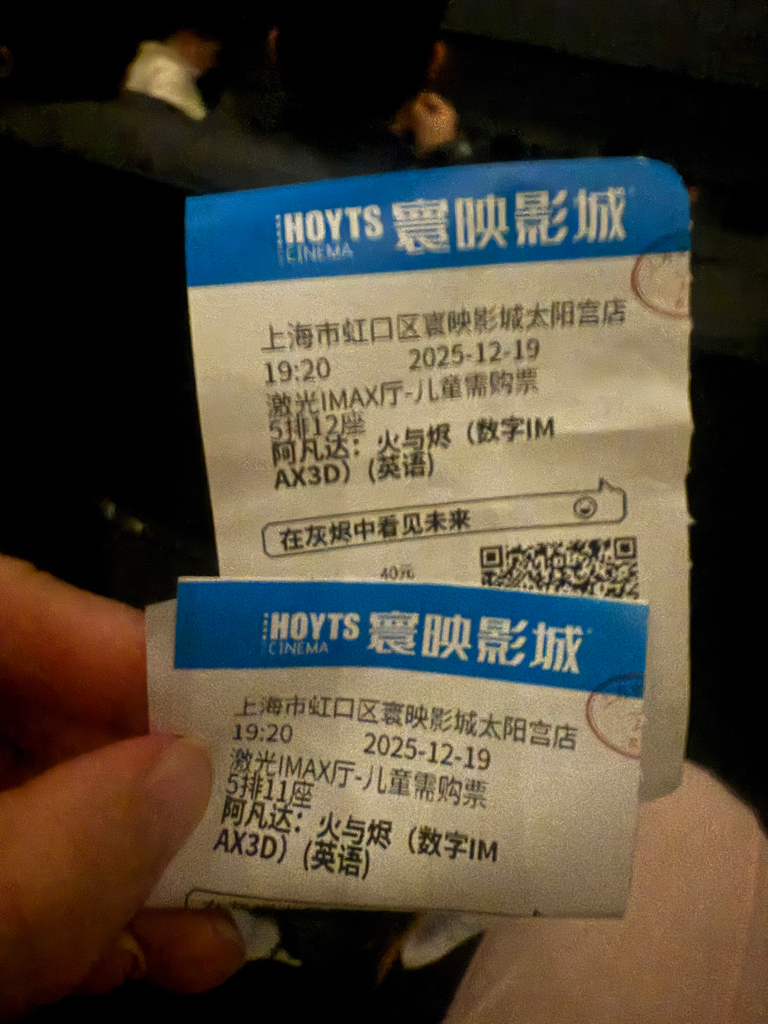 HOYTS 寰映影城
CINEMA
上海市虹口区寰映影城太阳宫店
19:20 2025-12-19
激光IMAX厅-儿童需购票
5排12座
阿凡达：火与烬（数字IM
AX3D）(英语)
在灰烬中看见未来
40元
HOYTS 寰映影城
CINEMA
上海市虹口区寰映影城太阳宫店
19:20 2025-12-19
激光IMAX厅-儿童需购票
5排11座
阿凡达：火与烬（数字IM
AX3D）(英语)